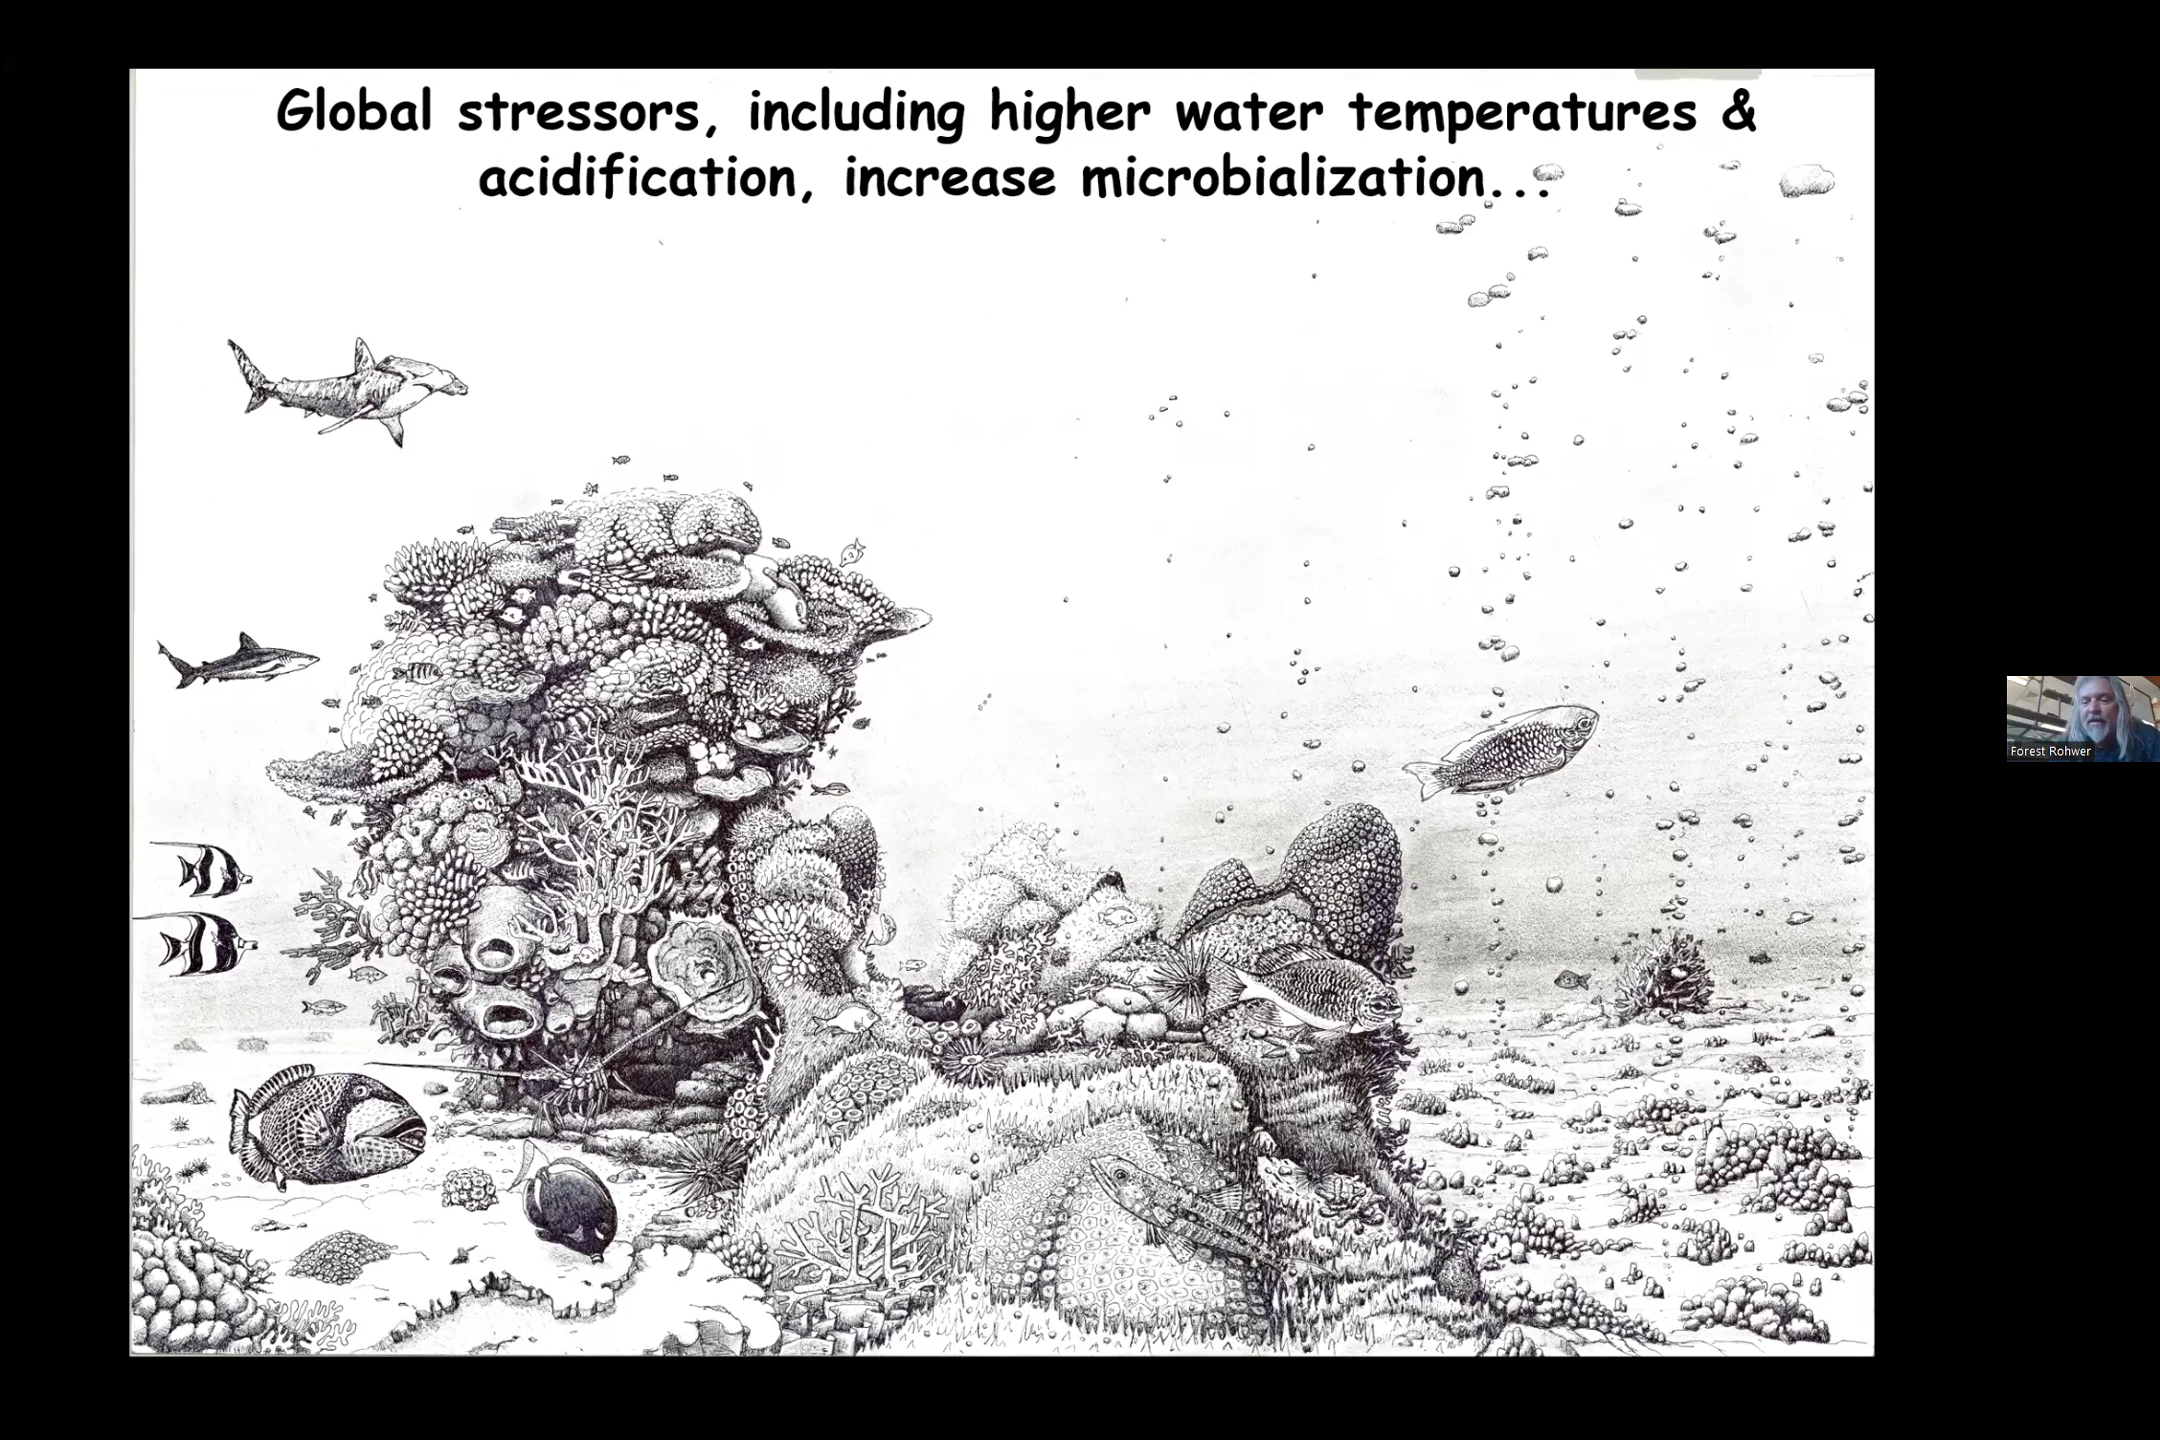 Global stressors, including higher water temperatures &
acidification, increase microbialization...
Forest Rohwer